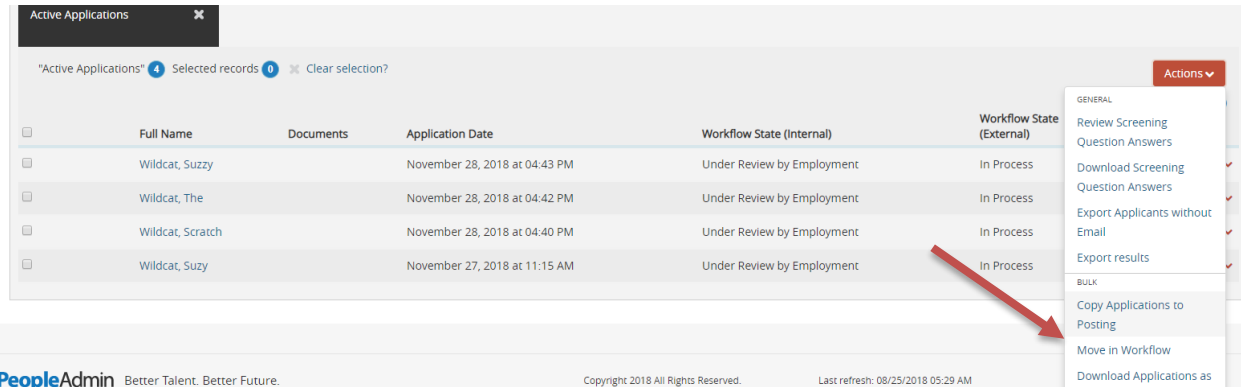 Active Applications ✖
"Active Applications" 4 Selected records 0 ✖ Clear selection?
Actions
Full Name Documents Application Date Workflow State (Internal) Workflow State (External)
Wildcat, Suzzy November 28, 2018 at 04:43 PM Under Review by Employment In Process
Wildcat, The November 28, 2018 at 04:42 PM Under Review by Employment In Process
Wildcat, Scratch November 28, 2018 at 04:40 PM Under Review by Employment In Process
Wildcat, Suzy November 27, 2018 at 11:15 AM Under Review by Employment In Process
GENERAL
Review Screening
Question Answers
Download Screening
Question Answers
Export Applicants without
Email
Export results
BULK
Copy Applications to
Posting
Move in Workflow
Download Applications as
PeopleAdmin Better Talent. Better Future. Copyright 2018 All Rights Reserved. Last refresh: 08/25/2018 05:29 AM